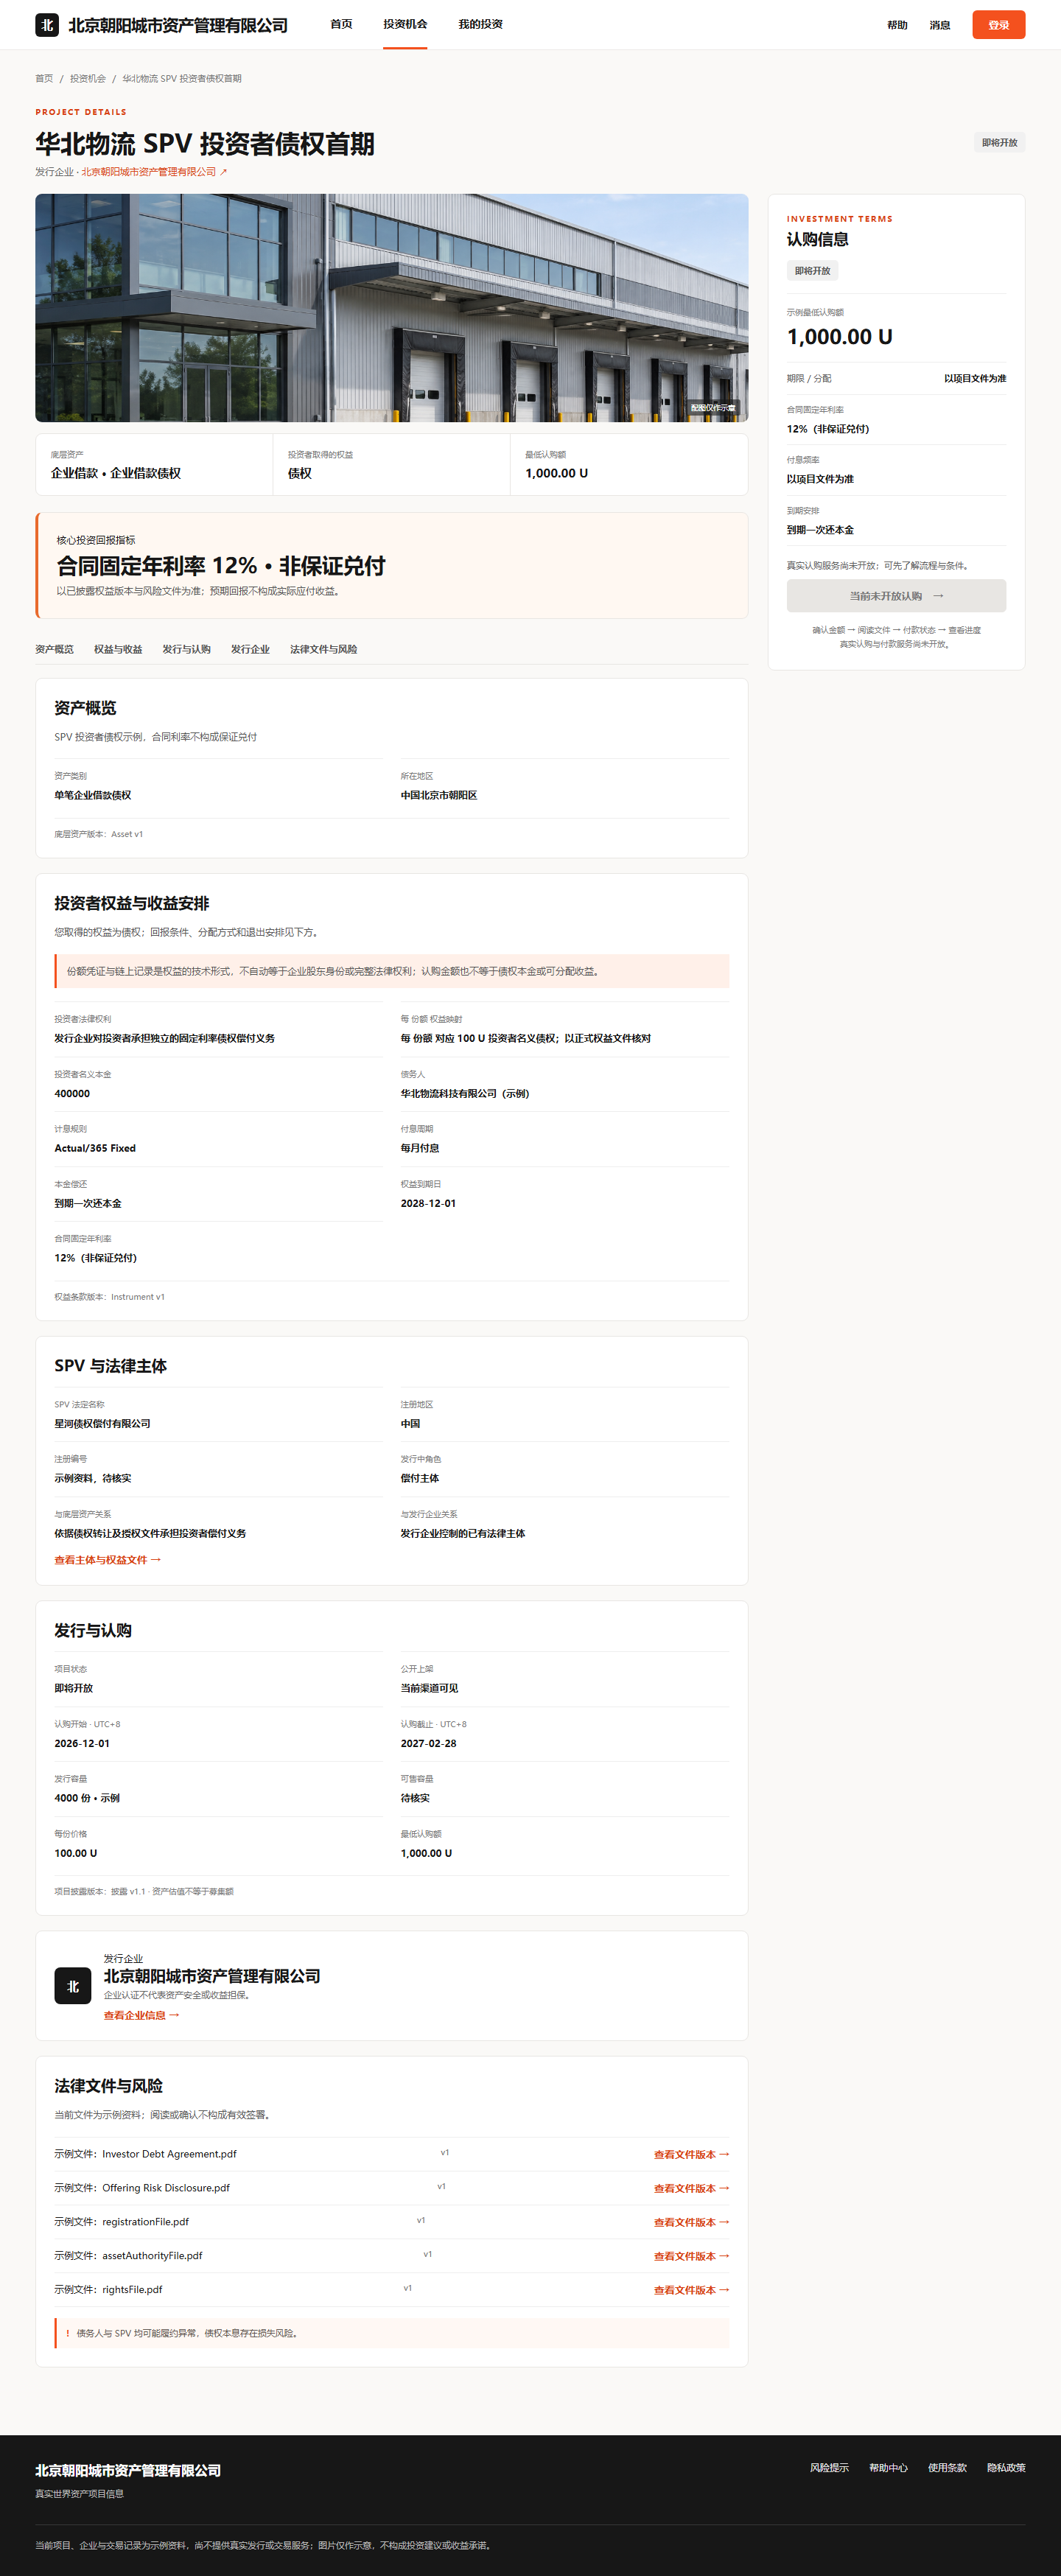 北 北京朝阳城市资产管理有限公司 首页 投资机会 我的投资 帮助 消息 登录
首页 / 投资机会 / 华北物流 SPV 投资者债权首期
PROJECT DETAILS
华北物流 SPV 投资者债权首期
即将开放
发行企业 · 北京朝阳城市资产管理有限公司 ↗
配图仅作示意
底层资产
企业借款 • 企业借款债权
投资者取得的权益
债权
最低认购额
1,000.00 U
核心投资回报指标
合同固定年利率 12% • 非保证兑付
以已披露权益版本与风险文件为准；预期回报不构成实际应付收益。
INVESTMENT TERMS
认购信息
即将开放
示例最低认购额
1,000.00 U
期限 / 分配 以项目文件为准
合同固定年利率
12%（非保证兑付）
付息频率
以项目文件为准
到期安排
到期一次还本金
真实认购服务尚未开放；可先了解流程与条件。
当前未开放认购 →
确认金额 → 阅读文件 → 付款状态 → 查看进度
真实认购与付款服务尚未开放。
资产概览 权益与收益 发行与认购 发行企业 法律文件与风险
资产概览
SPV 投资者债权示例，合同利率不构成保证兑付
资产类别
单笔企业借款债权
所在地区
中国北京市朝阳区
底层资产版本：Asset v1
投资者权益与收益安排
您取得的权益为债权；回报条件、分配方式和退出安排见下方。
份额凭证与链上记录是权益的技术形式，不自动等于企业股东身份或完整法律权利；认购金额也不等于债权本金或可分配收益。
投资者法律权利
发行企业对投资者承担独立的固定利率债权偿付义务
每 份额 权益映射
每 份额 对应 100 U 投资者名义债权；以正式权益文件核对
投资者名义本金
400000
债务人
华北物流科技有限公司（示例）
计息规则
Actual/365 Fixed
付息周期
每月付息
本金偿还
到期一次还本金
权益到期日
2028-12-01
合同固定年利率
12%（非保证兑付）
权益条款版本：Instrument v1
SPV 与法律主体
SPV 法定名称
星河债权偿付有限公司
注册地区
中国
注册编号
示例资料，待核实
发行中角色
偿付主体
与底层资产关系
依据债权转让及授权文件承担投资者偿付义务
与发行企业关系
发行企业控制的已有法律主体
查看主体与权益文件 →
发行与认购
项目状态
即将开放
公开上架
当前渠道可见
认购开始 · UTC+8
2026-12-01
认购截止 · UTC+8
2027-02-28
发行容量
4000 份 • 示例
可售容量
待核实
每份价格
100.00 U
最低认购额
1,000.00 U
项目披露版本：披露 v1.1 · 资产估值不等于募集额
北
发行企业
北京朝阳城市资产管理有限公司
企业认证不代表资产安全或收益担保。
查看企业信息 →
法律文件与风险
当前文件为示例资料；阅读或确认不构成有效签署。
示例文件：Investor Debt Agreement.pdf v1 查看文件版本 →
示例文件：Offering Risk Disclosure.pdf v1 查看文件版本 →
示例文件：registrationFile.pdf v1 查看文件版本 →
示例文件：assetAuthorityFile.pdf v1 查看文件版本 →
示例文件：rightsFile.pdf v1 查看文件版本 →
! 债务人与 SPV 均可能履约异常，债权本息存在损失风险。
北京朝阳城市资产管理有限公司
真实世界资产项目信息
风险提示 帮助中心 使用条款 隐私政策
当前项目、企业与交易记录为示例资料，尚不提供真实发行或交易服务；图片仅作示意，不构成投资建议或收益承诺。